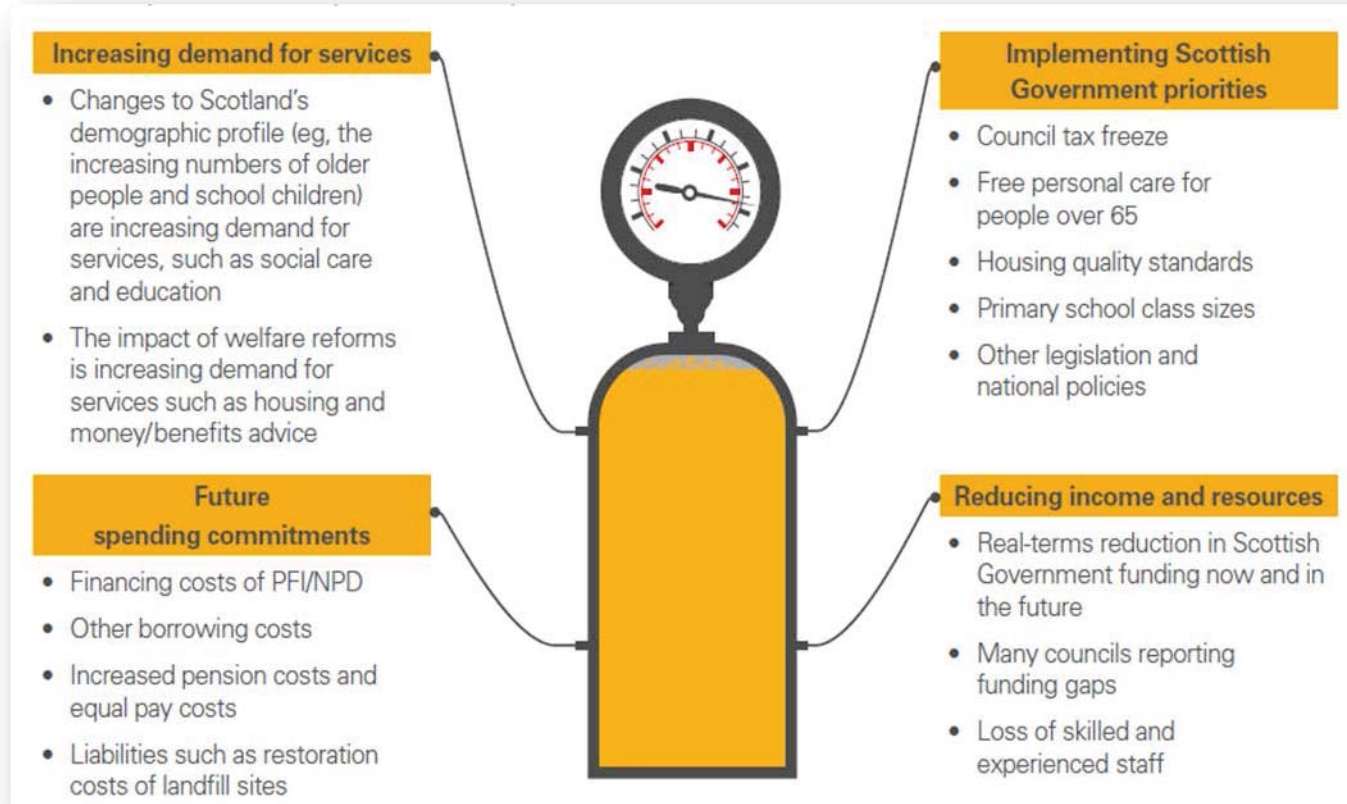 Increasing demand for services
• Changes to Scotland's
demographic profile (eg, the
increasing numbers of older
people and school children)
are increasing demand for
services, such as social care
and education
• The impact of welfare reforms
is increasing demand for
services such as housing and
money/benefits advice
Future
spending commitments
• Financing costs of PFI/NPD
• Other borrowing costs
• Increased pension costs and
equal pay costs
• Liabilities such as restoration
costs of landfill sites
Implementing Scottish
Government priorities
• Council tax freeze
• Free personal care for
people over 65
• Housing quality standards
• Primary school class sizes
• Other legislation and
national policies
Reducing income and resources
• Real-terms reduction in Scottish
Government funding now and in
the future
• Many councils reporting
funding gaps
• Loss of skilled and
experienced staff